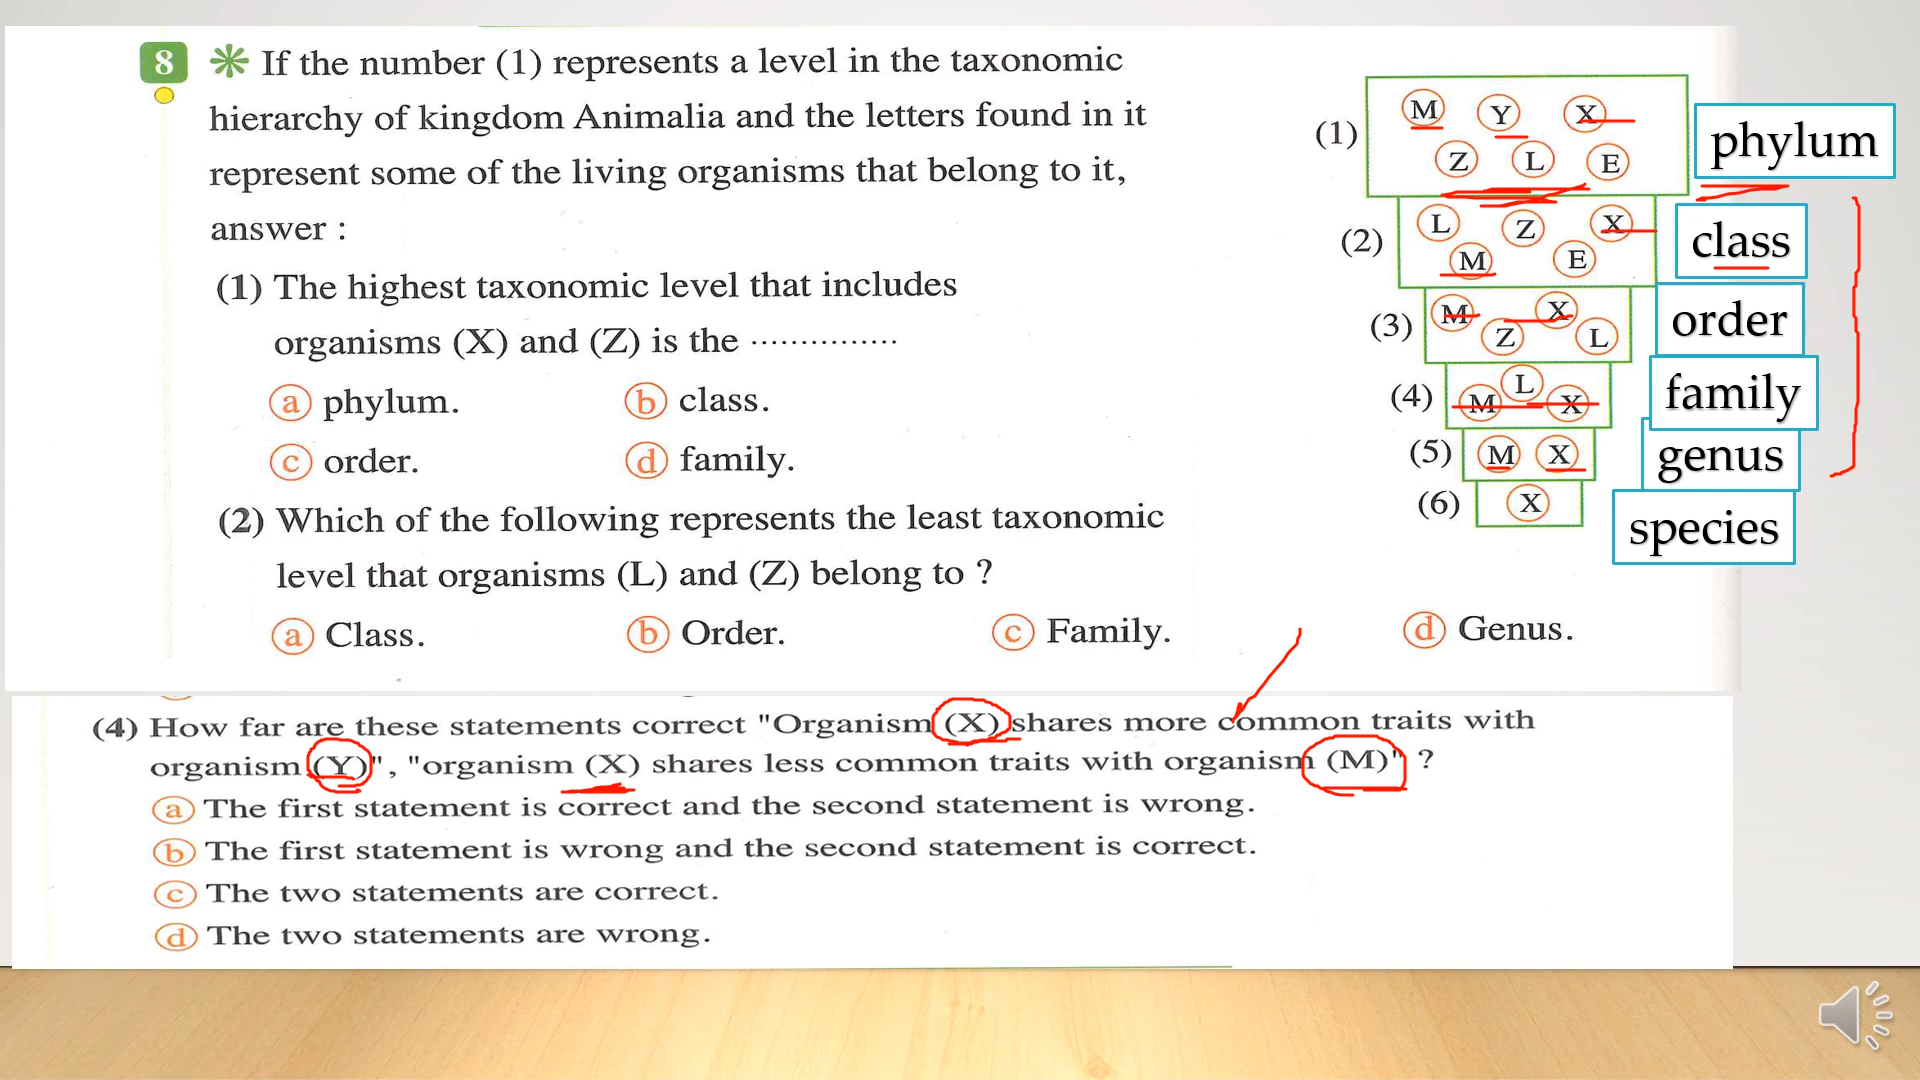 8 ✳ If the number (1) represents a level in the taxonomic
hierarchy of kingdom Animalia and the letters found in it
represent some of the living organisms that belong to it,
answer :
(1) The highest taxonomic level that includes
organisms (X) and (Z) is the ...............
a phylum.
b class.
c order.
d family.
(2) Which of the following represents the least taxonomic
level that organisms (L) and (Z) belong to ?
a Class.
b Order.
c Family.
d Genus.
(1) M Y X
Z L E
phylum
(2) L Z X
M E
class
(3) M X
Z L
order
(4) L
M X
family
(5) M X
genus
(6) X
species
(4) How far are these statements correct "Organism (X) shares more common traits with
organism (Y)", "organism (X) shares less common traits with organism (M)" ?
a The first statement is correct and the second statement is wrong.
b The first statement is wrong and the second statement is correct.
c The two statements are correct.
d The two statements are wrong.